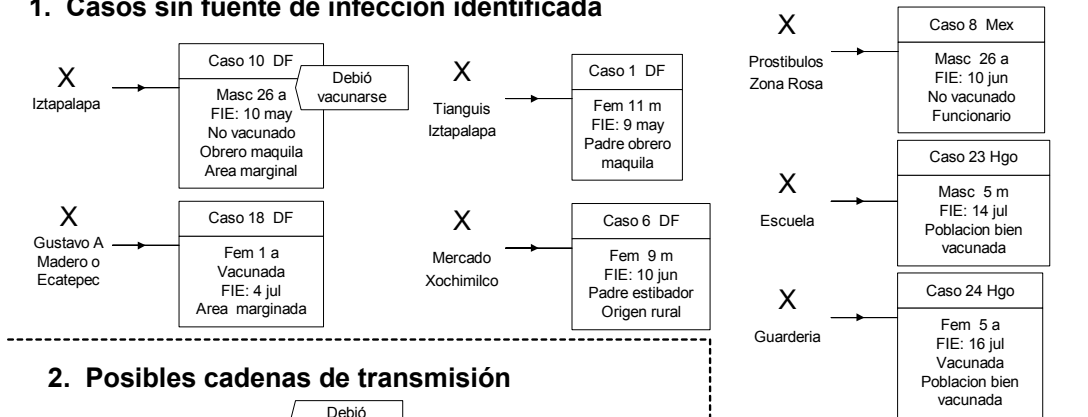 1. Casos sin fuente de infección identificada
X
Iztapalapa
Caso 10 DF
Masc 26 a
FIE: 10 may
No vacunado
Obrero maquila
Area marginal
Debió
vacunarse
X
Tianguis
Iztapalapa
Caso 1 DF
Fem 11 m
FIE: 9 may
Padre obrero
maquila
X
Prostibulos
Zona Rosa
Caso 8 Mex
Masc 26 a
FIE: 10 jun
No vacunado
Funcionario
X
Gustavo A
Madero o
Ecatepec
Caso 18 DF
Fem 1 a
Vacunada
FIE: 4 jul
Area marginada
X
Mercado
Xochimilco
Caso 6 DF
Fem 9 m
FIE: 10 jun
Padre estibador
Origen rural
X
Escuela
Caso 23 Hgo
Masc 5 m
FIE: 14 jul
Poblacion bien
vacunada
X
Guarderia
Caso 24 Hgo
Fem 5 a
FIE: 16 jul
Vacunada
Poblacion bien
vacunada
2. Posibles cadenas de transmisión
Debió